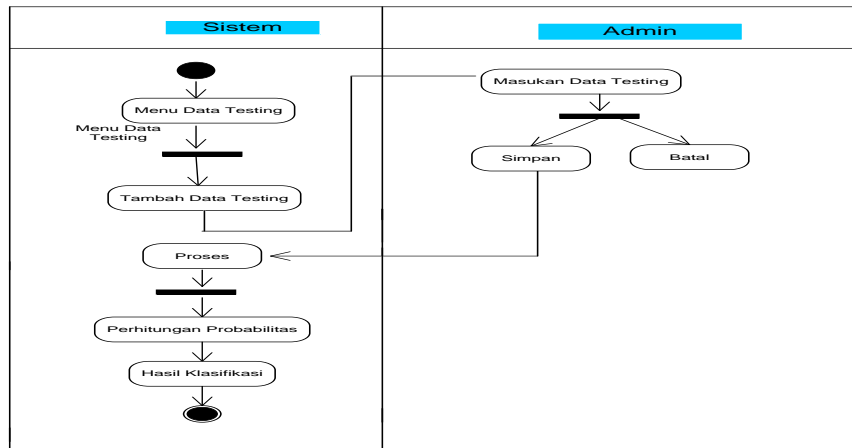 Sistem
Admin
Menu Data Testing
Menu Data
Testing
Tambah Data Testing
Proses
Perhitungan Probabilitas
Hasil Klasifikasi
Masukan Data Testing
Simpan
Batal